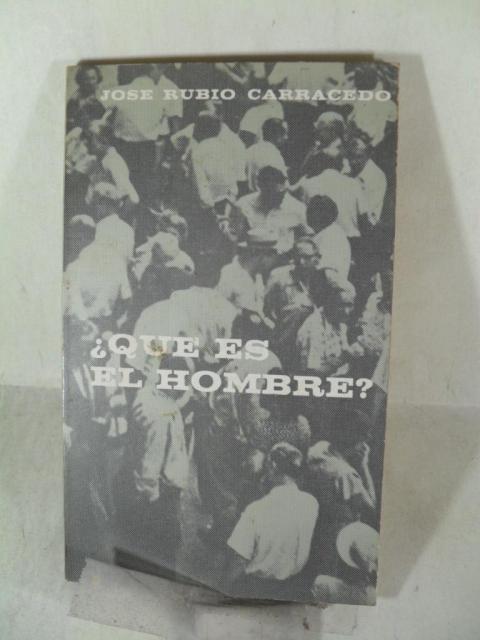 JOSE RUBIO CARRACEDO
¿QUE ES
EL HOMBRE?